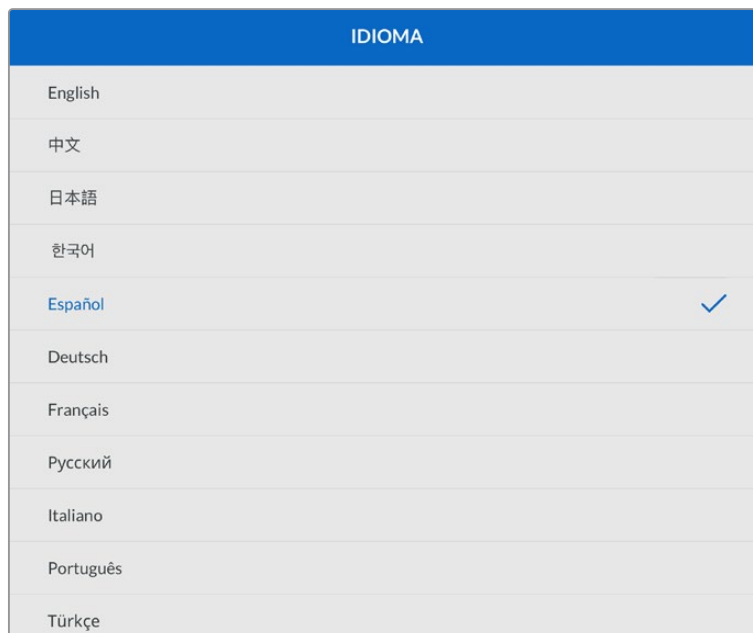 IDIOMA
English
中文
日本語
한국어
Español
Deutsch
Français
Русский
Italiano
Português
Türkçe